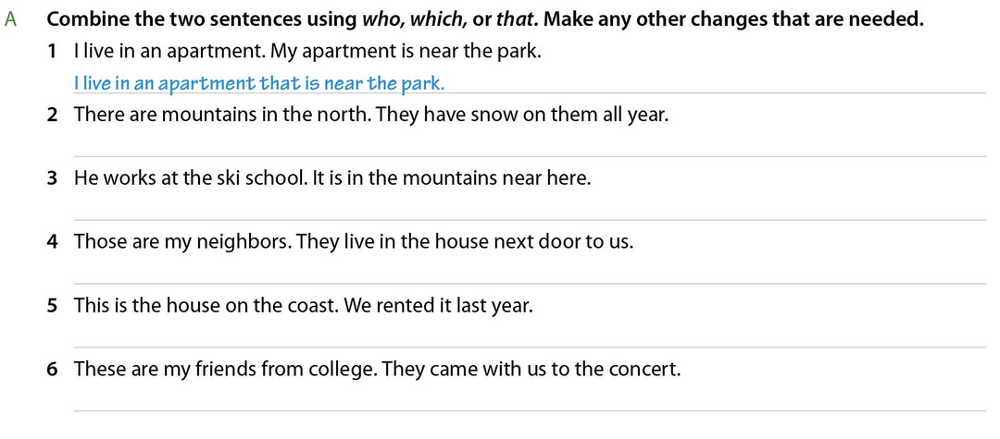 A Combine the two sentences using who, which, or that. Make any other changes that are needed.
1 I live in an apartment. My apartment is near the park.
I live in an apartment that is near the park.
2 There are mountains in the north. They have snow on them all year.
3 He works at the ski school. It is in the mountains near here.
4 Those are my neighbors. They live in the house next door to us.
5 This is the house on the coast. We rented it last year.
6 These are my friends from college. They came with us to the concert.